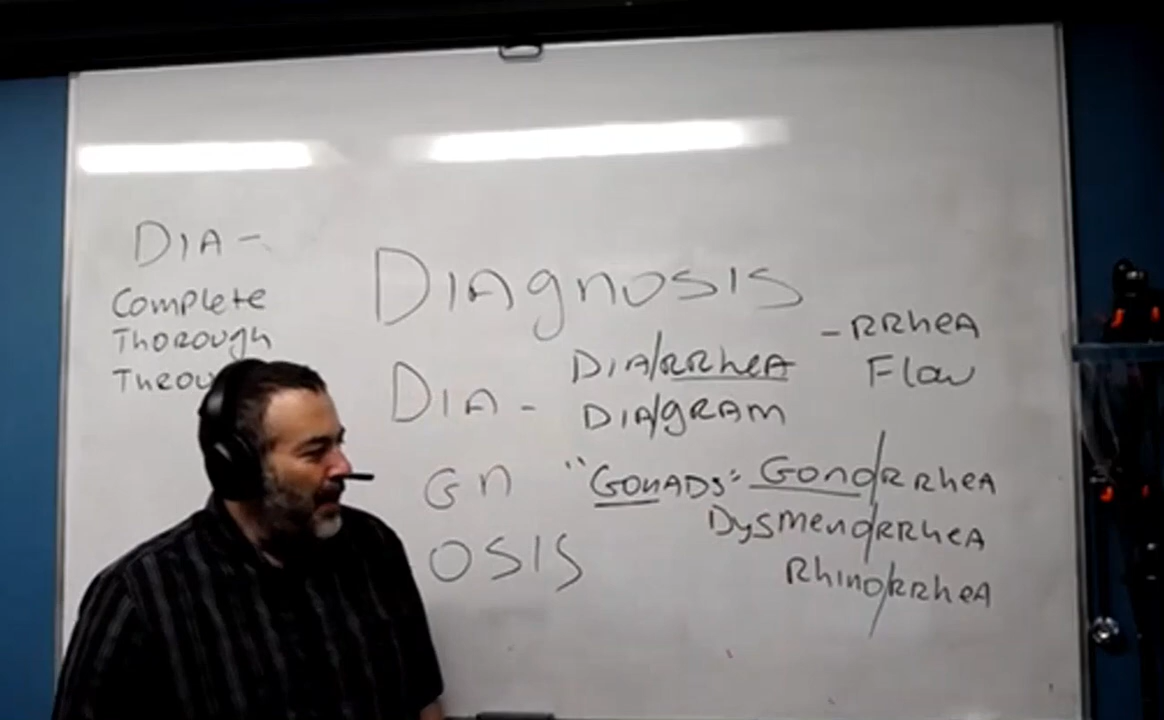 DIA-
Complete
Thorough
DIAgnosis
DIA/RRheA
-RRheA
Flow
DIA-
DIA/gRAM
Gn
"GonADS"
Gono/RRheA
DysMeno/RRheA
OSIS
Rhino/RRheA